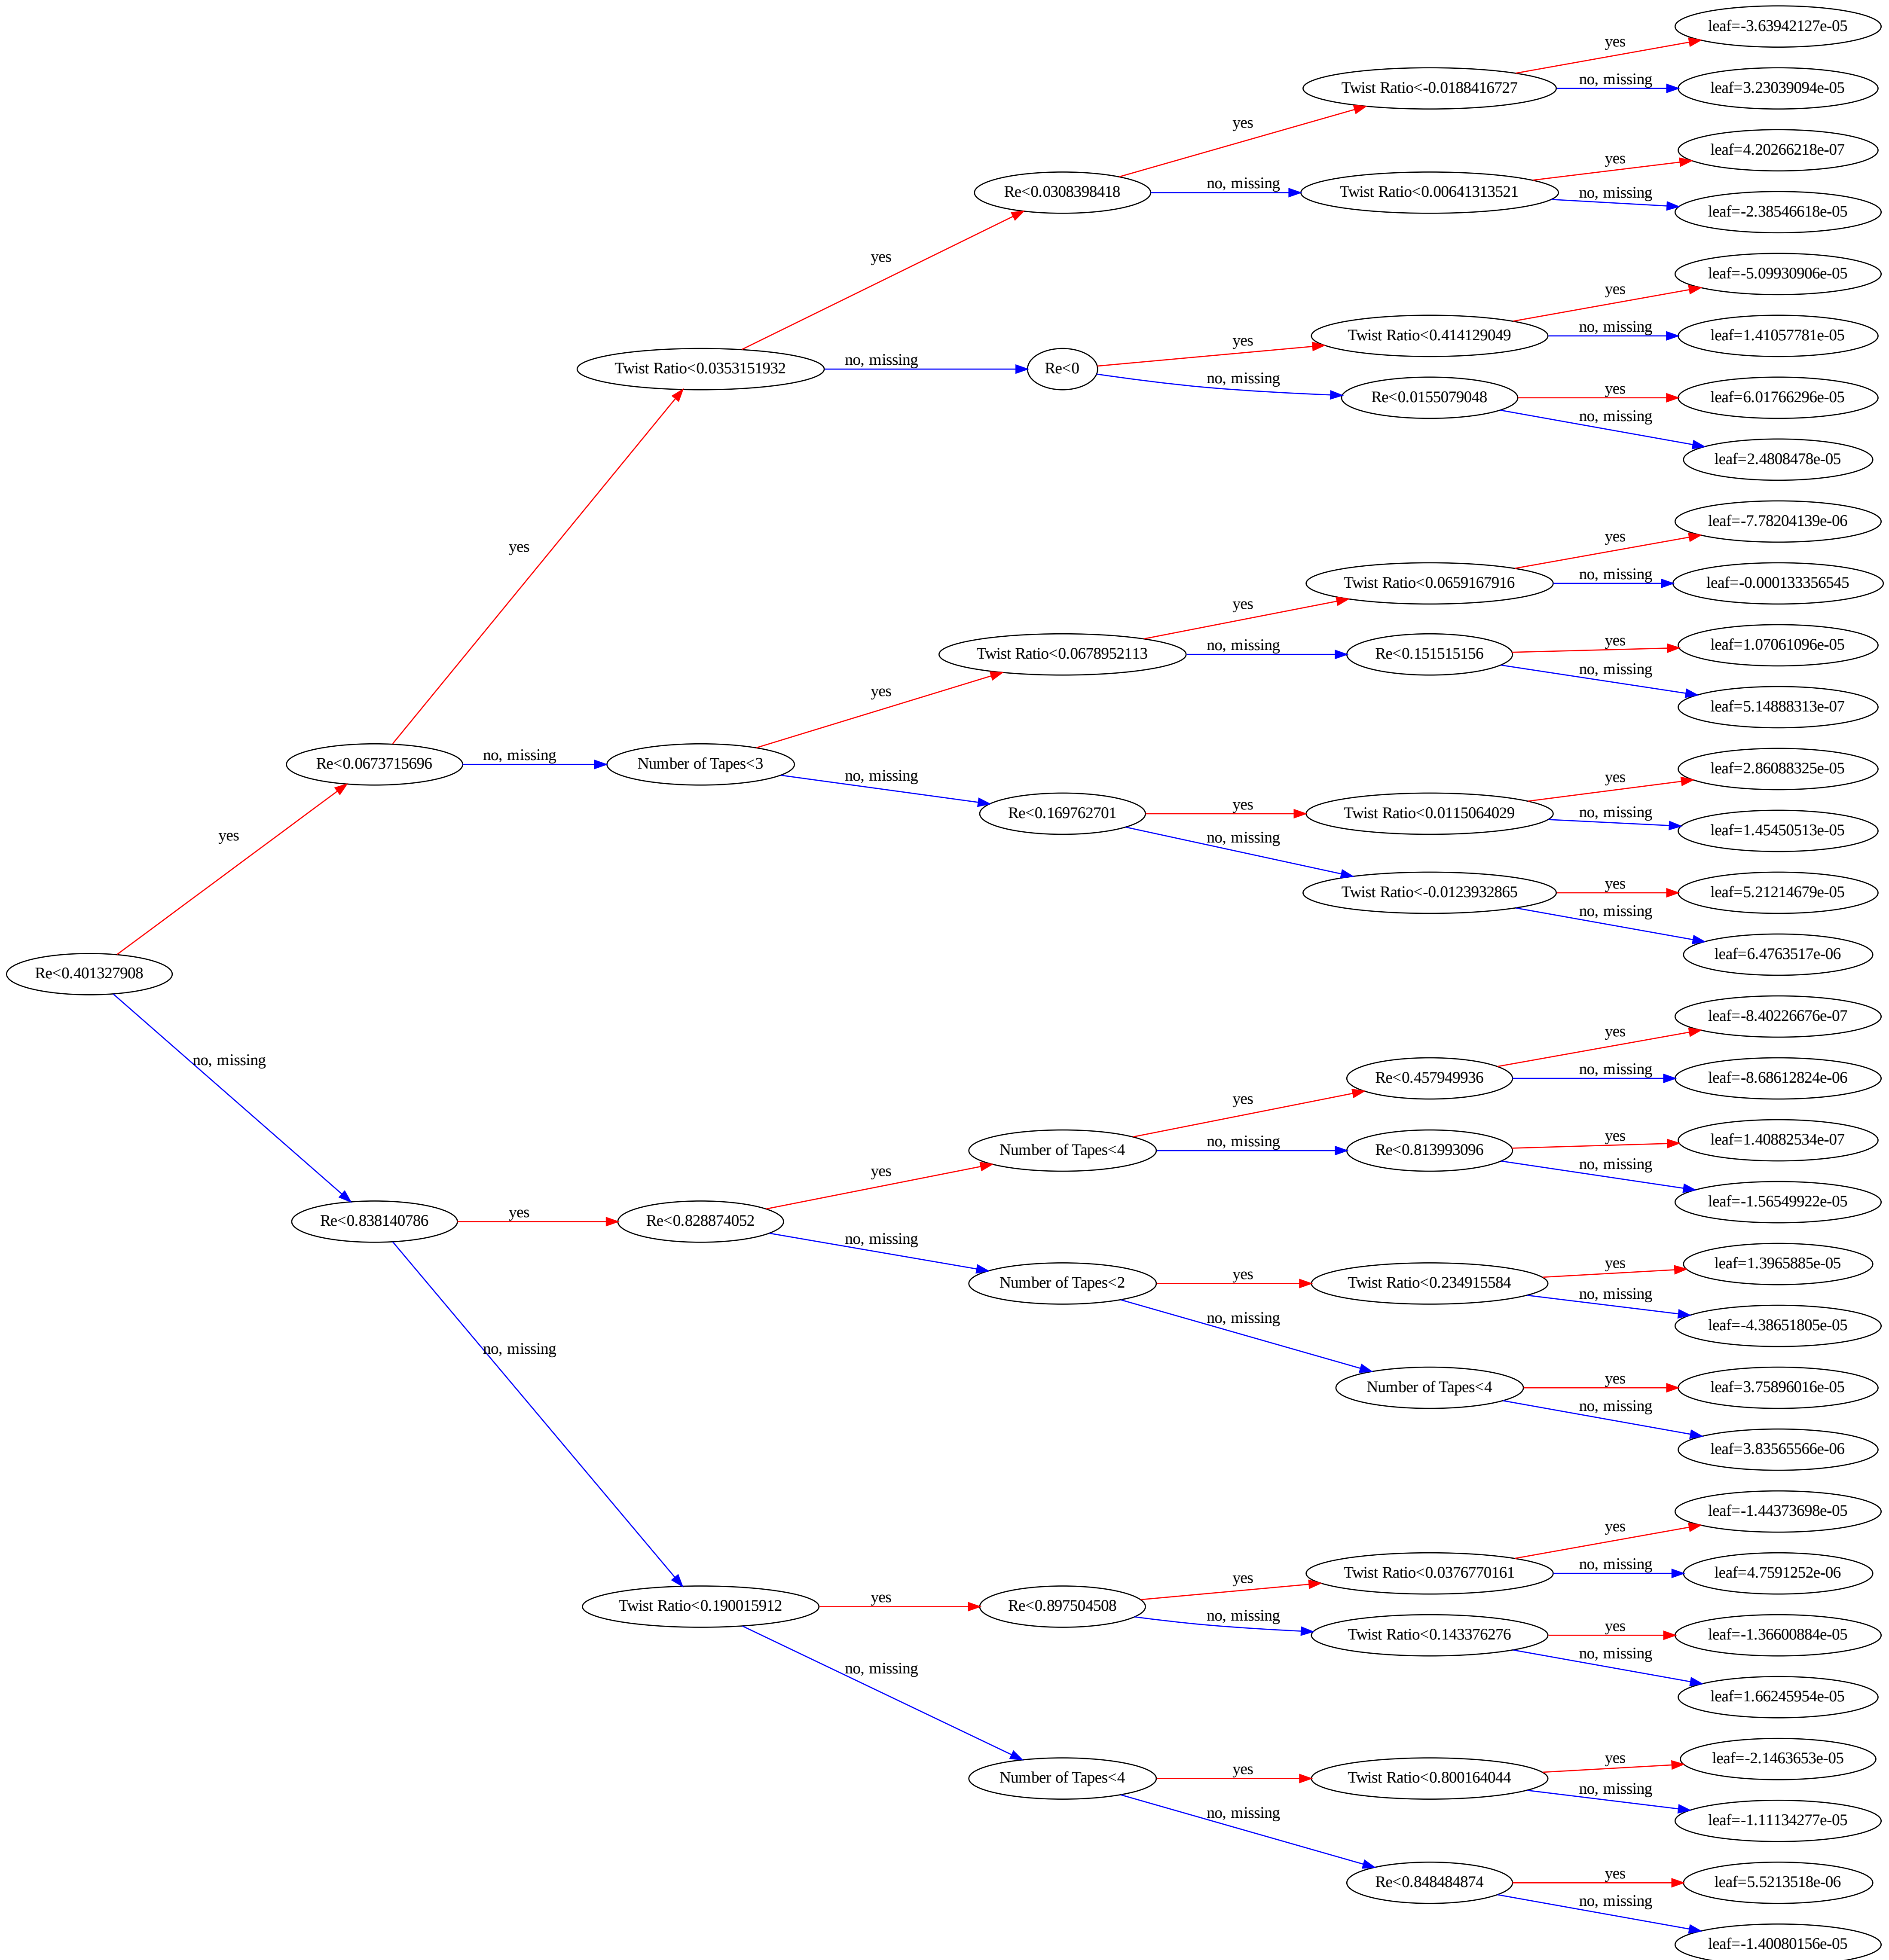 leaf=-3.63942127e-05
yes
Twist Ratio<-0.0188416727
no, missing
leaf=3.23039094e-05
yes
leaf=4.20266218e-07
yes
Re<0.0308398418
no, missing
Twist Ratio<0.00641313521
no, missing
leaf=-2.38546618e-05
yes
leaf=-5.09930906e-05
yes
Twist Ratio<0.414129049
no, missing
leaf=1.41057781e-05
yes
Twist Ratio<0.0353151932
no, missing
Re<0
no, missing
Re<0.0155079048
yes
leaf=6.01766296e-05
no, missing
leaf=2.4808478e-05
yes
leaf=-7.78204139e-06
yes
Twist Ratio<0.0659167916
no, missing
leaf=-0.000133356545
yes
Twist Ratio<0.0678952113
no, missing
Re<0.151515156
yes
leaf=1.07061096e-05
no, missing
leaf=5.14888313e-07
yes
Re<0.0673715696
no, missing
Number of Tapes<3
no, missing
leaf=2.86088325e-05
yes
Re<0.169762701
yes
Twist Ratio<0.0115064029
no, missing
leaf=1.45450513e-05
no, missing
Twist Ratio<-0.0123932865
yes
leaf=5.21214679e-05
no, missing
leaf=6.4763517e-06
yes
Re<0.401327908
no, missing
leaf=-8.40226676e-07
yes
Re<0.457949936
no, missing
leaf=-8.68612824e-06
yes
Number of Tapes<4
no, missing
Re<0.813993096
yes
leaf=1.40882534e-07
no, missing
leaf=-1.56549922e-05
yes
Re<0.838140786
yes
Re<0.828874052
no, missing
Number of Tapes<2
yes
Twist Ratio<0.234915584
yes
leaf=1.3965885e-05
no, missing
leaf=-4.38651805e-05
no, missing
Number of Tapes<4
yes
leaf=3.75896016e-05
no, missing
leaf=3.83565566e-06
no, missing
leaf=-1.44373698e-05
yes
Twist Ratio<0.0376770161
no, missing
leaf=4.7591252e-06
yes
Twist Ratio<0.190015912
yes
Re<0.897504508
no, missing
Twist Ratio<0.143376276
yes
leaf=-1.36600884e-05
no, missing
leaf=1.66245954e-05
no, missing
Number of Tapes<4
yes
Twist Ratio<0.800164044
yes
leaf=-2.1463653e-05
no, missing
leaf=-1.11134277e-05
no, missing
Re<0.848484874
yes
leaf=5.5213518e-06
no, missing
leaf=-1.40080156e-05